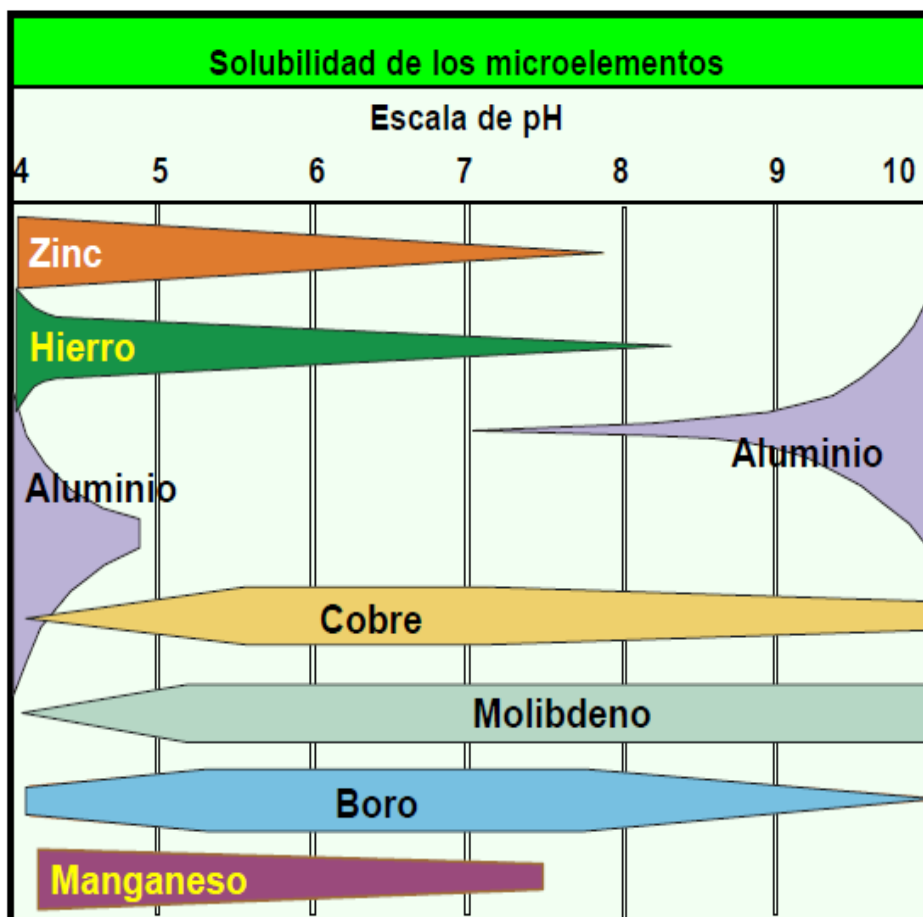 Solubilidad de los microelementos
Escala de pH
4 5 6 7 8 9 10
Zinc
Hierro
Aluminio
Aluminio
Cobre
Molibdeno
Boro
Manganeso